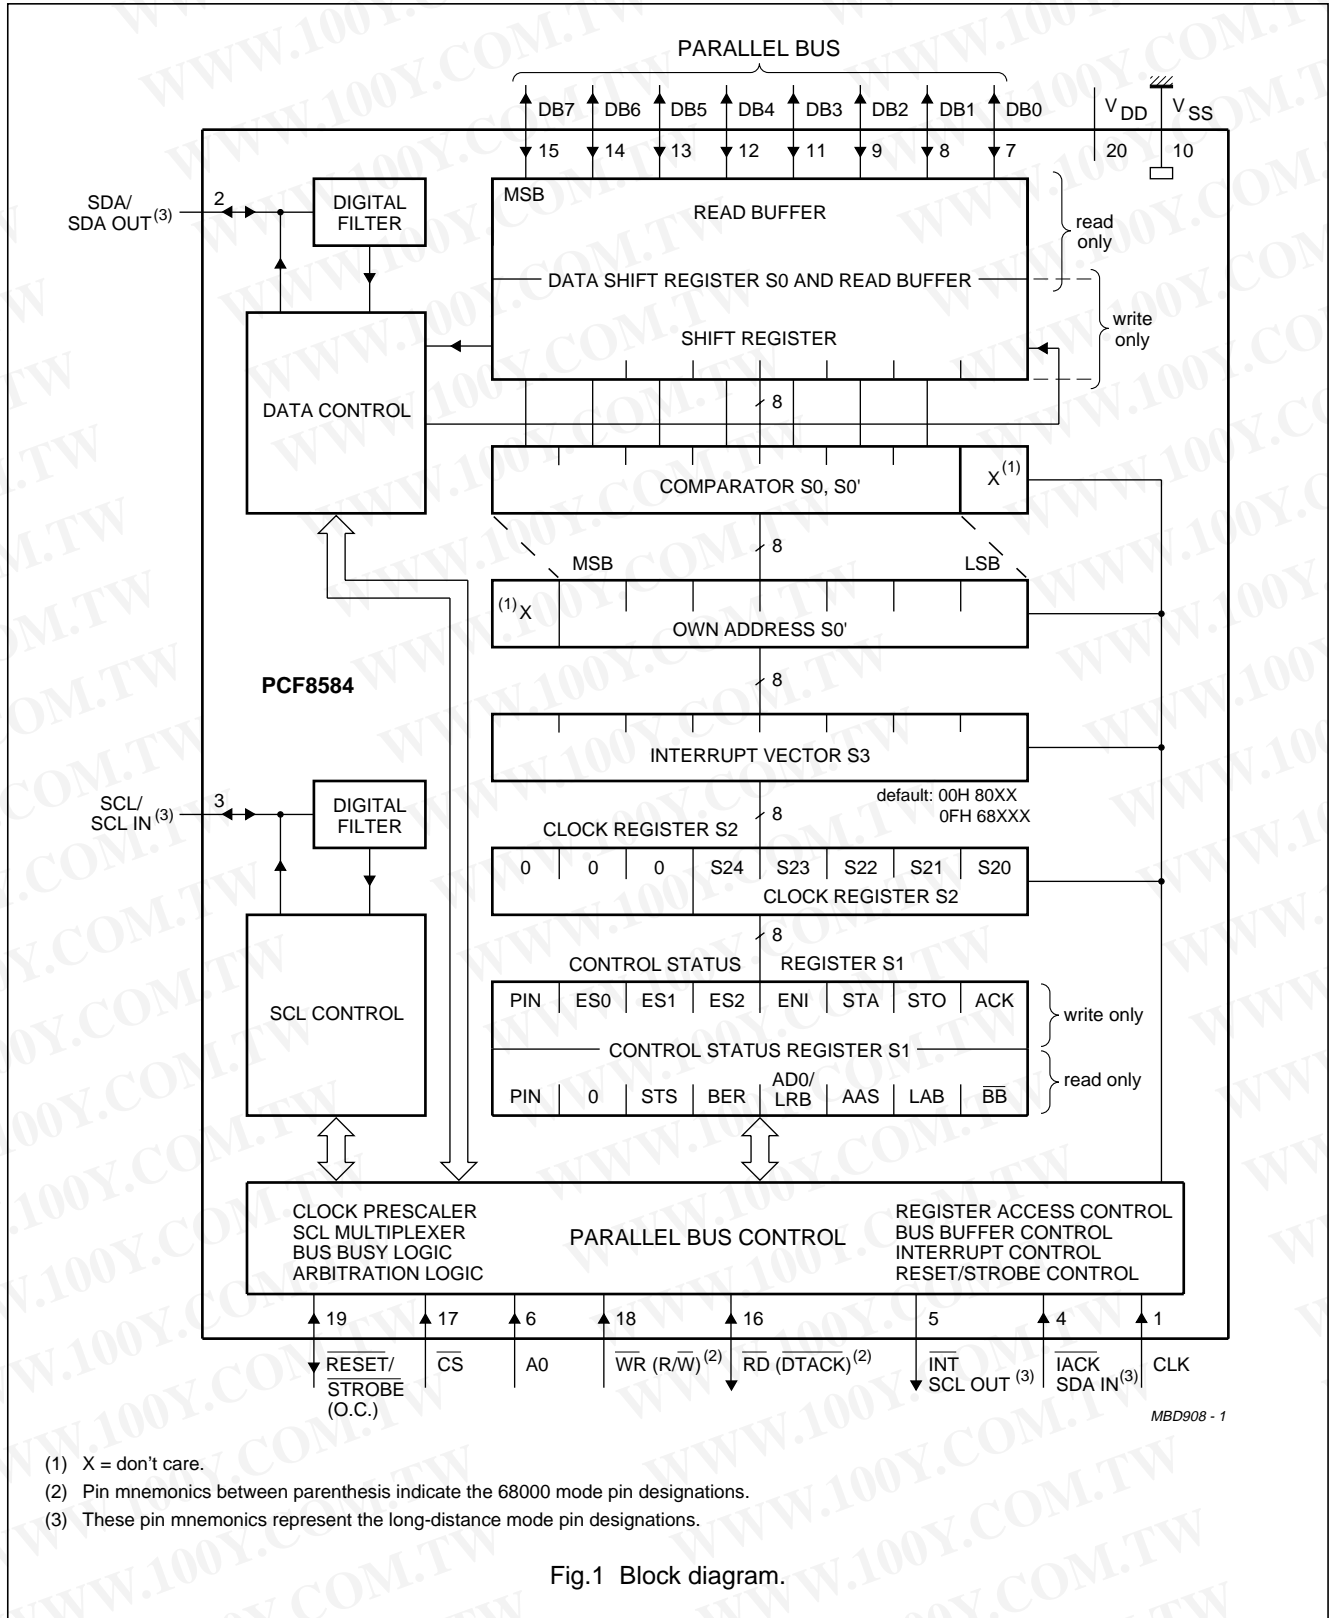 PARALLEL BUS
DB7 DB6 DB5 DB4 DB3 DB2 DB1 DB0 VDD VSS
15 14 13 12 11 9 8 7 20 10
SDA/
SDA OUT(3)
2
DIGITAL
FILTER
MSB
READ BUFFER
read
only
DATA SHIFT REGISTER S0 AND READ BUFFER
write
only
SHIFT REGISTER
DATA CONTROL
8
COMPARATOR S0, S0'
X(1)
8
MSB LSB
(1)X
OWN ADDRESS S0'
8
PCF8584
INTERRUPT VECTOR S3
default: 00H 80XX
0FH 68XXX
SCL/
SCL IN(3)
3
DIGITAL
FILTER
8
CLOCK REGISTER S2
0 0 0 S24 S23 S22 S21 S20
CLOCK REGISTER S2
8
CONTROL STATUS REGISTER S1
PIN ES0 ES1 ES2 ENI STA STO ACK
write only
SCL CONTROL
CONTROL STATUS REGISTER S1
read only
PIN 0 STS BER AD0/LRB AAS LAB B̅B̅
CLOCK PRESCALER
SCL MULTIPLEXER
BUS BUSY LOGIC
ARBITRATION LOGIC
PARALLEL BUS CONTROL
REGISTER ACCESS CONTROL
BUS BUFFER CONTROL
INTERRUPT CONTROL
RESET/STROBE CONTROL
19 17 6 18 16 5 4 1
R̅E̅S̅E̅T̅/
S̅T̅R̅O̅B̅E̅
(O.C.)
C̅S̅
A0
W̅R̅ (R/W̅)(2)
R̅D̅ (D̅T̅A̅C̅K̅)(2)
I̅N̅T̅
SCL OUT(3)
I̅A̅C̅K̅
SDA IN(3)
CLK
MBD908 - 1
(1) X = don't care.
(2) Pin mnemonics between parenthesis indicate the 68000 mode pin designations.
(3) These pin mnemonics represent the long-distance mode pin designations.
Fig.1 Block diagram.
WWW.100Y.COM.TW